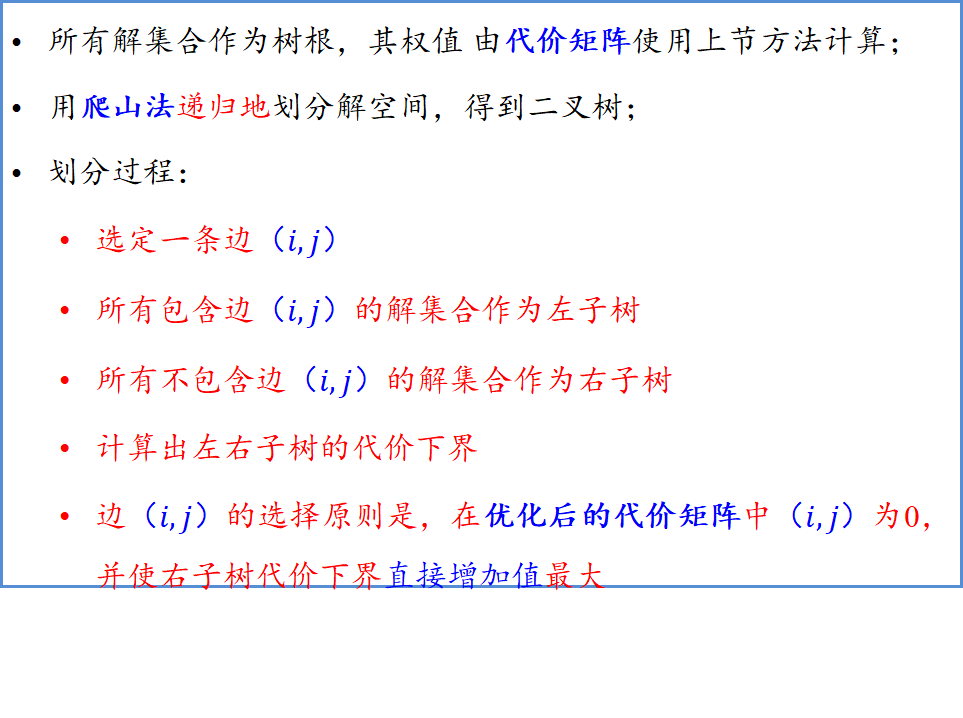 • 所有解集合作为树根，其权值 由代价矩阵使用上节方法计算；
• 用爬山法递归地划分解空间，得到二叉树；
• 划分过程：
• 选定一条边（i,j）
• 所有包含边（i,j）的解集合作为左子树
• 所有不包含边（i,j）的解集合作为右子树
• 计算出左右子树的代价下界
• 边（i,j）的选择原则是，在优化后的代价矩阵中（i,j）为0，
并使右子树代价下界直接增加值最大